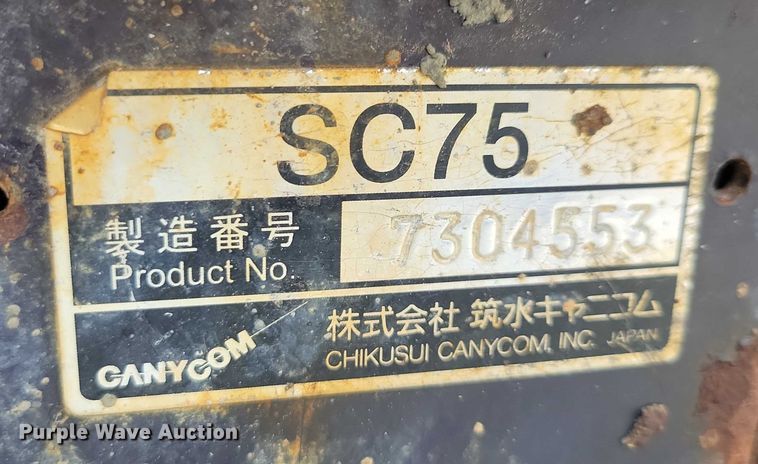 SC75
製造番号
Product No.
7304553
CANYCOM
株式会社 筑水キャニコム
CHIKUSUI CANYCOM, INC. JAPAN
Purple Wave Auction